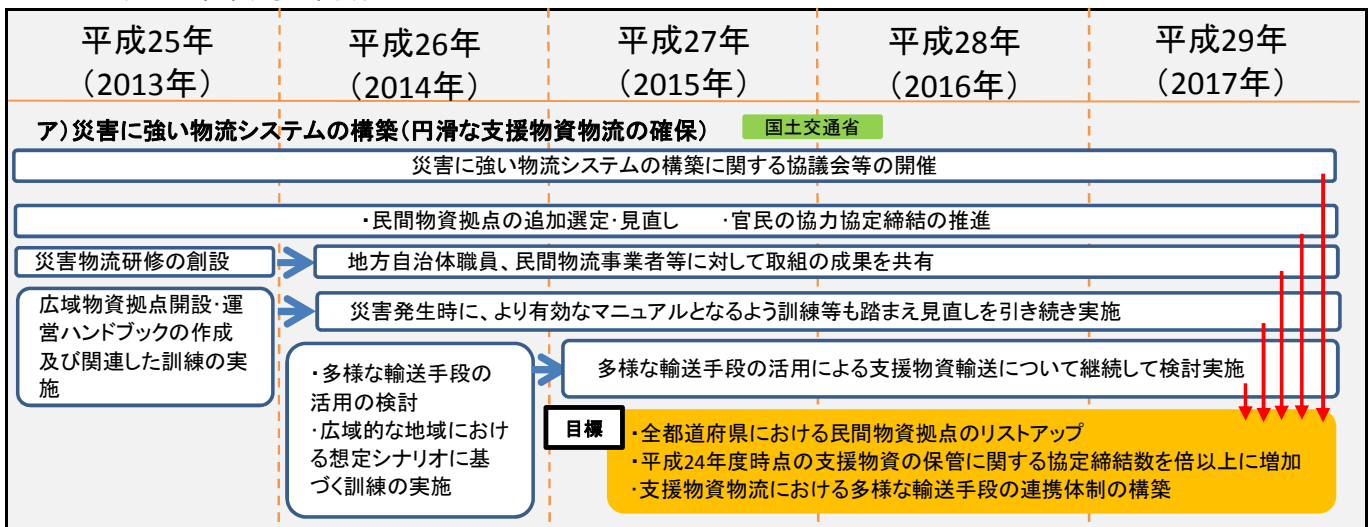 平成25年
（2013年）
平成26年
（2014年）
平成27年
（2015年）
平成28年
（2016年）
平成29年
（2017年）
ア）災害に強い物流システムの構築（円滑な支援物資物流の確保）
国土交通省
災害に強い物流システムの構築に関する協議会等の開催
・民間物資拠点の追加選定・見直し　・官民の協力協定締結の推進
災害物流研修の創設
地方自治体職員、民間物流事業者等に対して取組の成果を共有
広域物資拠点開設・運
営ハンドブックの作成
及び関連した訓練の実
施
災害発生時に、より有効なマニュアルとなるよう訓練等も踏まえ見直しを引き続き実施
・多様な輸送手段の
活用の検討
・広域的な地域におけ
る想定シナリオに基
づく訓練の実施
多様な輸送手段の活用による支援物資輸送について継続して検討実施
目標
・全都道府県における民間物資拠点のリストアップ
・平成24年度時点の支援物資の保管に関する協定締結数を倍以上に増加
・支援物資物流における多様な輸送手段の連携体制の構築